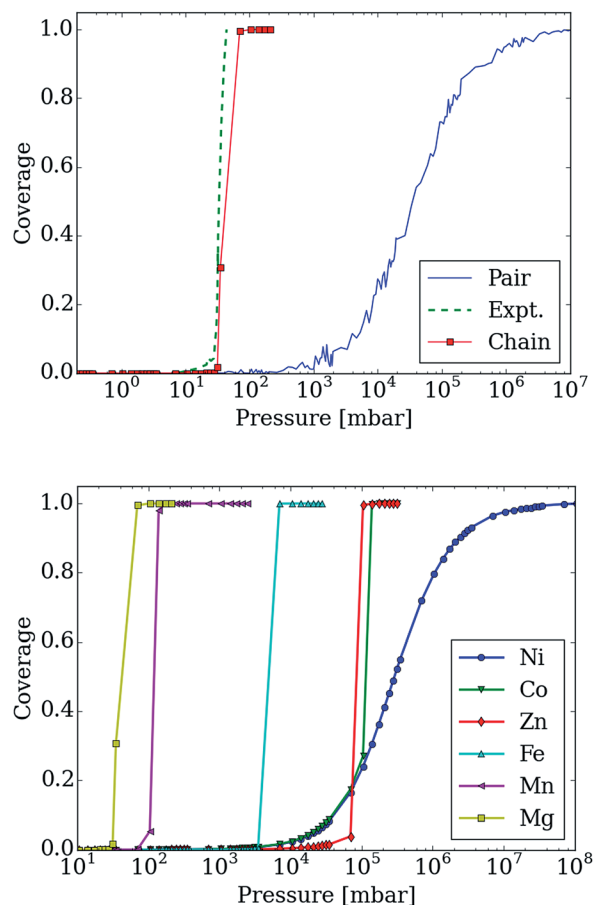 1.0
0.8
0.6
0.4
0.2
0.0
Coverage
Pair
Expt.
Chain
10^0 10^1 10^2 10^3 10^4 10^5 10^6 10^7
Pressure [mbar]
1.0
0.8
0.6
0.4
0.2
0.0
Coverage
Ni
Co
Zn
Fe
Mn
Mg
10^1 10^2 10^3 10^4 10^5 10^6 10^7 10^8
Pressure [mbar]